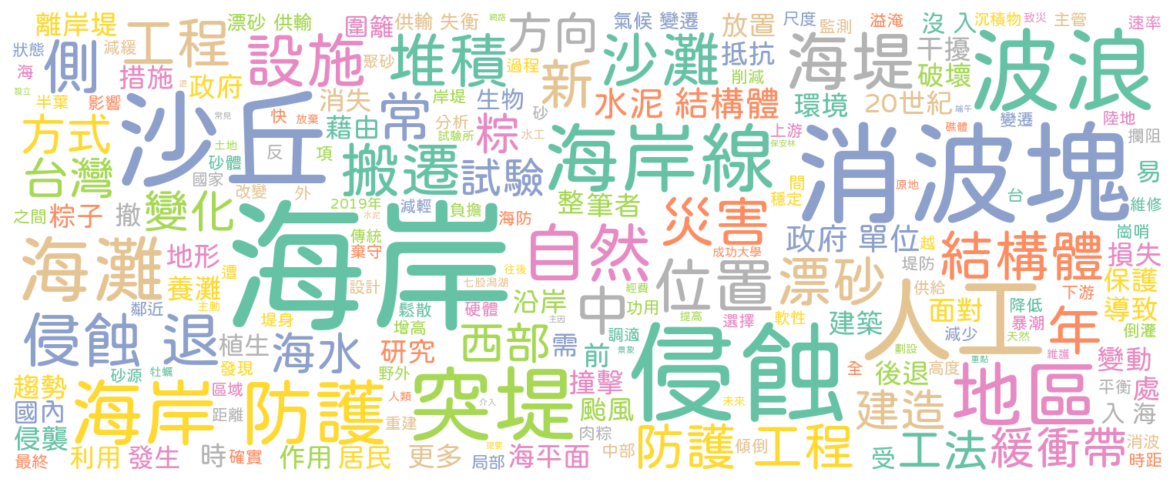 離岸堤 工程 漂砂 供輸 圍籬 供輸 失衡 方向 氣候 變遷 放置 尺度 監測 溢淹 沒 入 沉積物 致災 主管 速率
狀態 減緩 側 設施 聚砂 堆積 過程 新 沙灘 抵抗 海堤 干擾 波浪
海 措施 政府 削減 破壞
半葉 影響 沙丘 消失 常 岸堤 生物 砂 水泥 結構體 環境 20世紀 變遷 端午 陸地
方式 快 放棄 藉由 分析 試驗所 粽 水工 海岸線 上游 保安林 消波塊 碼體 攔阻
台灣 砂體 土地 反 項 搬遷 試驗 間 穩定 原地 台 易
國家 改變 外 2019年 減輕 負擔 整筆者 災害 維修
之間 粽子 撤 變化 海岸 水泥 海防 自然 成功大學 政府 單位 越 崗哨
海灘 地形 遭 傳統 棄守 往後 位置 漂砂 堤防 結構體 損失
養灘 主動 設計 鬆散 七股潟湖 經費 中 供給 下游 保護
鄰近 堤身 增高 硬體 沿岸 功用 提高 選擇 軟性 建築 人工 面對 降低 暴潮 導致
侵蝕 退 植生 海水 發現 研究 西部 主因 需 調適 前 景象 侵蝕 減少 天然 年 倒灌
趨勢 砂源 牡蠣 野外 撞擊 全 後退 高度 劃設 重點 維護 變動
國內 海岸 防護 區域 人類 突堤 介入 颱風 未來 建造 地區 平衡 處
侵襲 距離 重建 肉粽 入 海
最終 利用 發生 時 確實 作用 居民 更多 局部 海平面 中部 防護 工程 傾倒 受 工法 緩衝帶 消波 時距